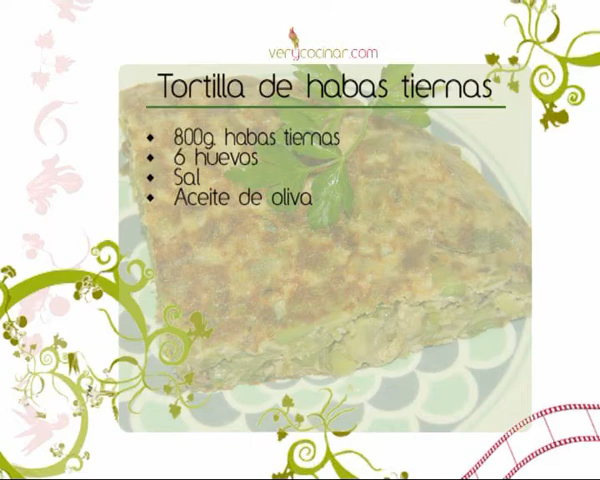 verycocinar.com
Tortilla de habas tiernas
800g. habas tiernas
6 huevos
Sal
Aceite de oliva